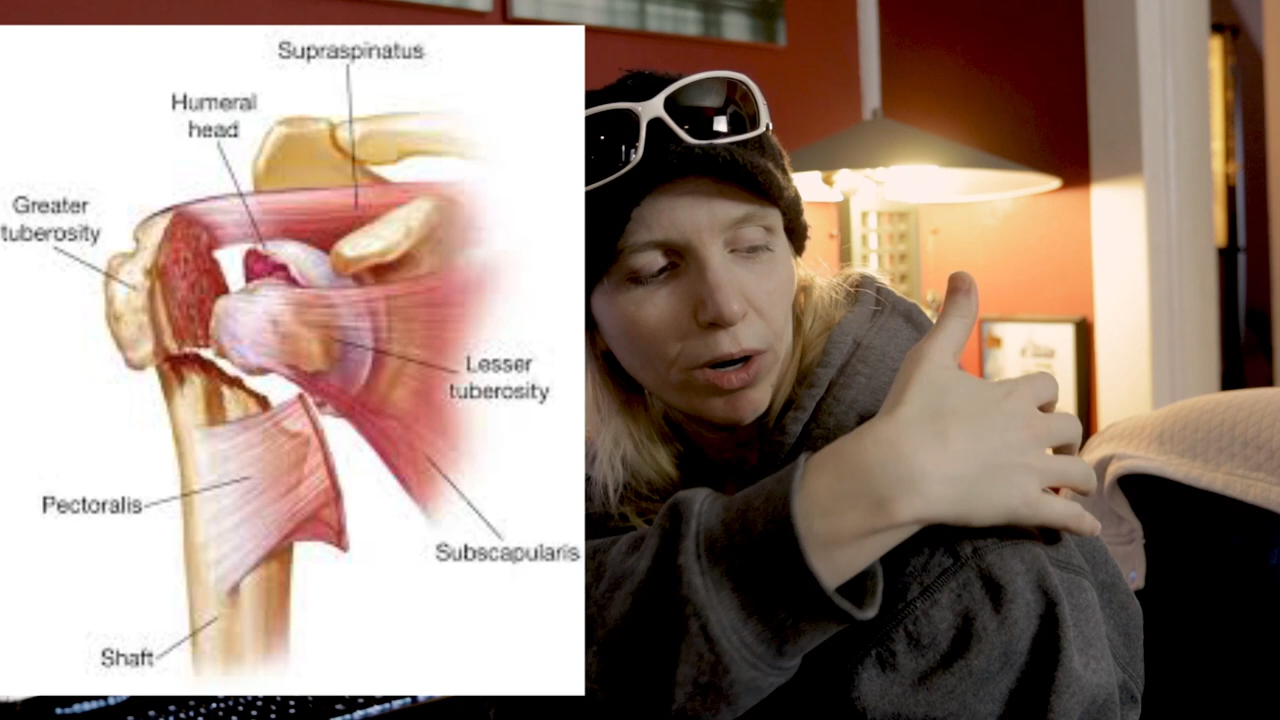 Supraspinatus
Humeral
head
Greater
tuberosity
Lesser
tuberosity
Pectoralis
Subscapularis
Shaft